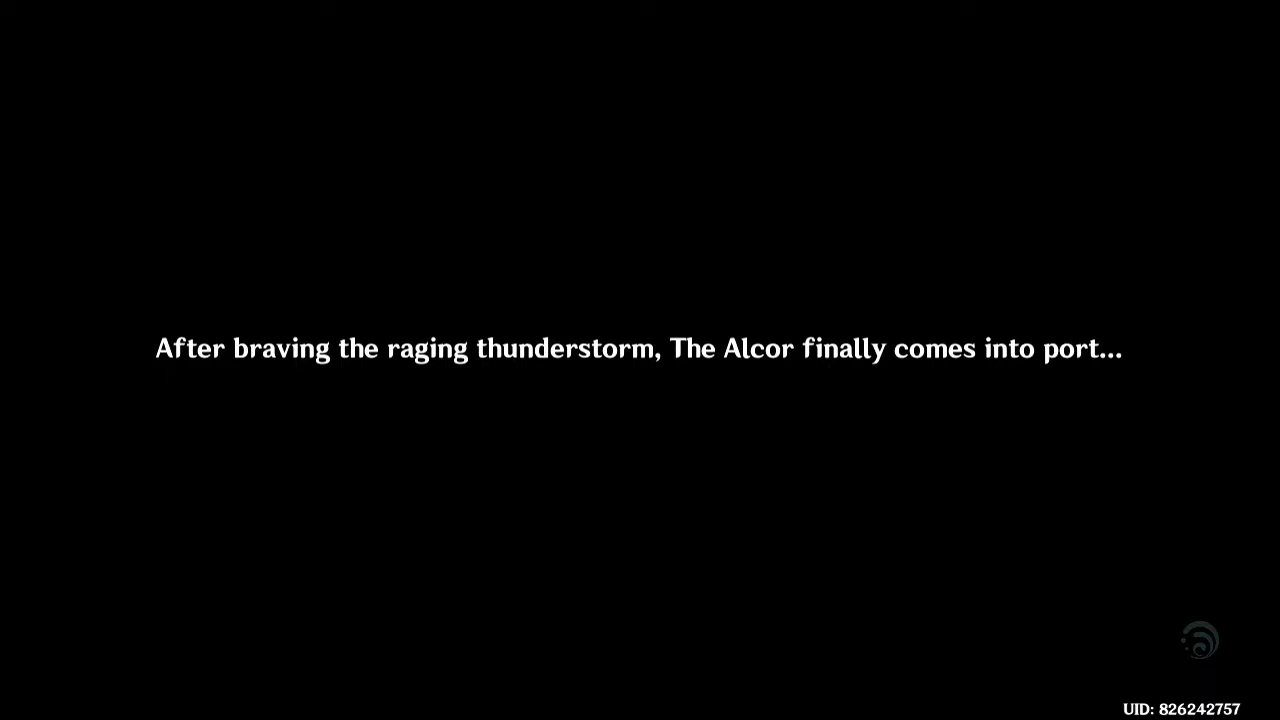 After braving the raging thunderstorm, The Alcor finally comes into port...
UID: 826242757